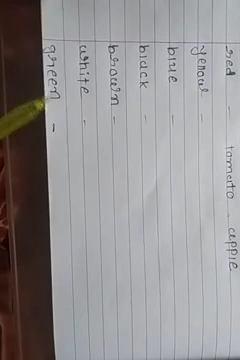 red - tomato - apple
yellow -
blue -
black -
brown -
white -
green -